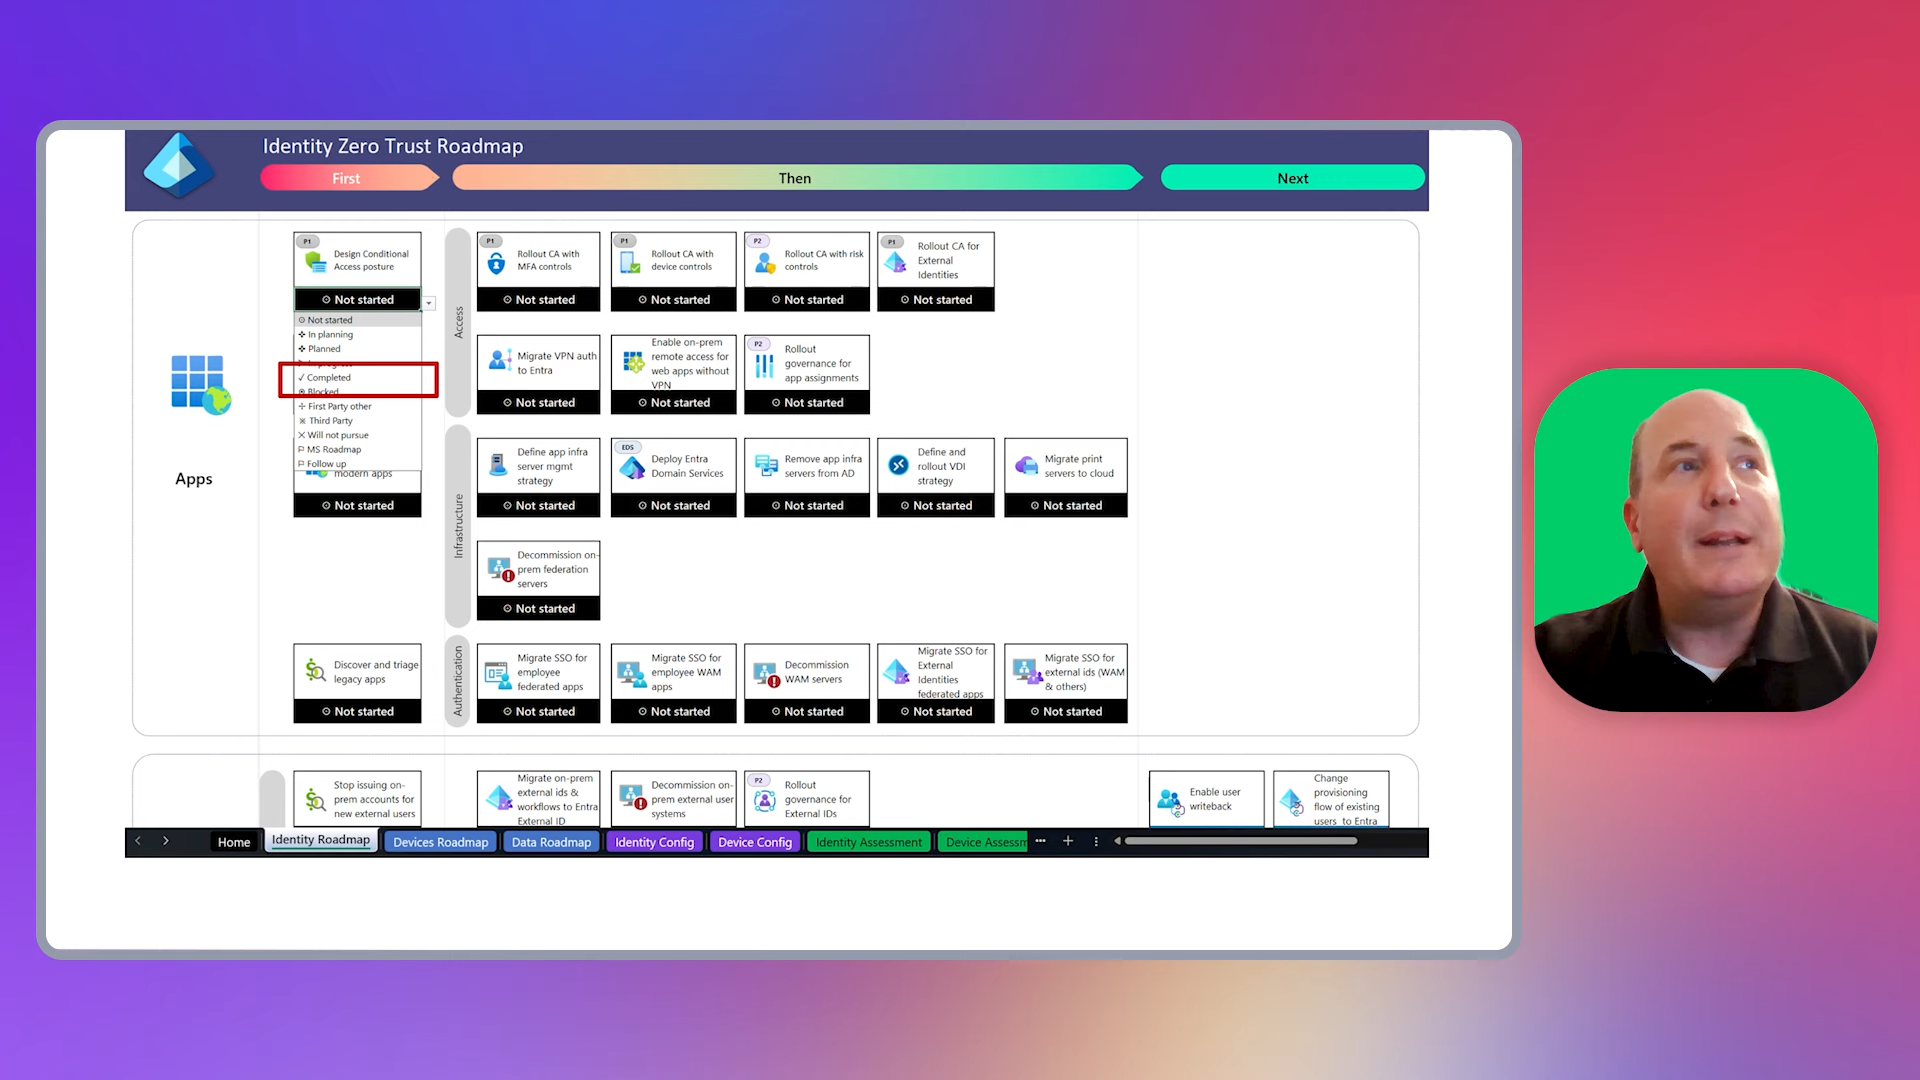 Identity Zero Trust Roadmap
First
Then
Next
Apps
P1
Design Conditional
Access posture
Not started
Not started
In planning
Planned
Completed
Blocked
First Party other
Third Party
Will not pursue
MS Roadmap
Follow up
modern apps
Not started
Discover and triage
legacy apps
Not started
Access
P1
Rollout CA with
MFA controls
Not started
P1
Rollout CA with
device controls
Not started
P2
Rollout CA with risk
controls
Not started
P1
Rollout CA for
External
Identities
Not started
Migrate VPN auth
to Entra
Not started
Enable on-prem
remote access for
web apps without
VPN
Not started
P2
Rollout
governance for
app assignments
Not started
Infrastructure
Define app infra
server mgmt
strategy
Not started
EDS
Deploy Entra
Domain Services
Not started
Remove app infra
servers from AD
Not started
Define and
rollout VDI
strategy
Not started
Migrate print
servers to cloud
Not started
Decommission on-
prem federation
servers
Not started
Authentication
Migrate SSO for
employee
federated apps
Not started
Migrate SSO for
employee WAM
apps
Not started
Decommission
WAM servers
Not started
Migrate SSO for
External
Identities
federated apps
Not started
Migrate SSO for
external ids (WAM
& others)
Not started
Stop issuing on-
prem accounts for
new external users
Migrate on-prem
external ids &
workflows to Entra
External ID
Decommission on-
prem external user
systems
P2
Rollout
governance for
External IDs
Enable user
writeback
Change
provisioning
flow of existing
users to Entra
Home
Identity Roadmap
Devices Roadmap
Data Roadmap
Identity Config
Device Config
Identity Assessment
Device Assessm